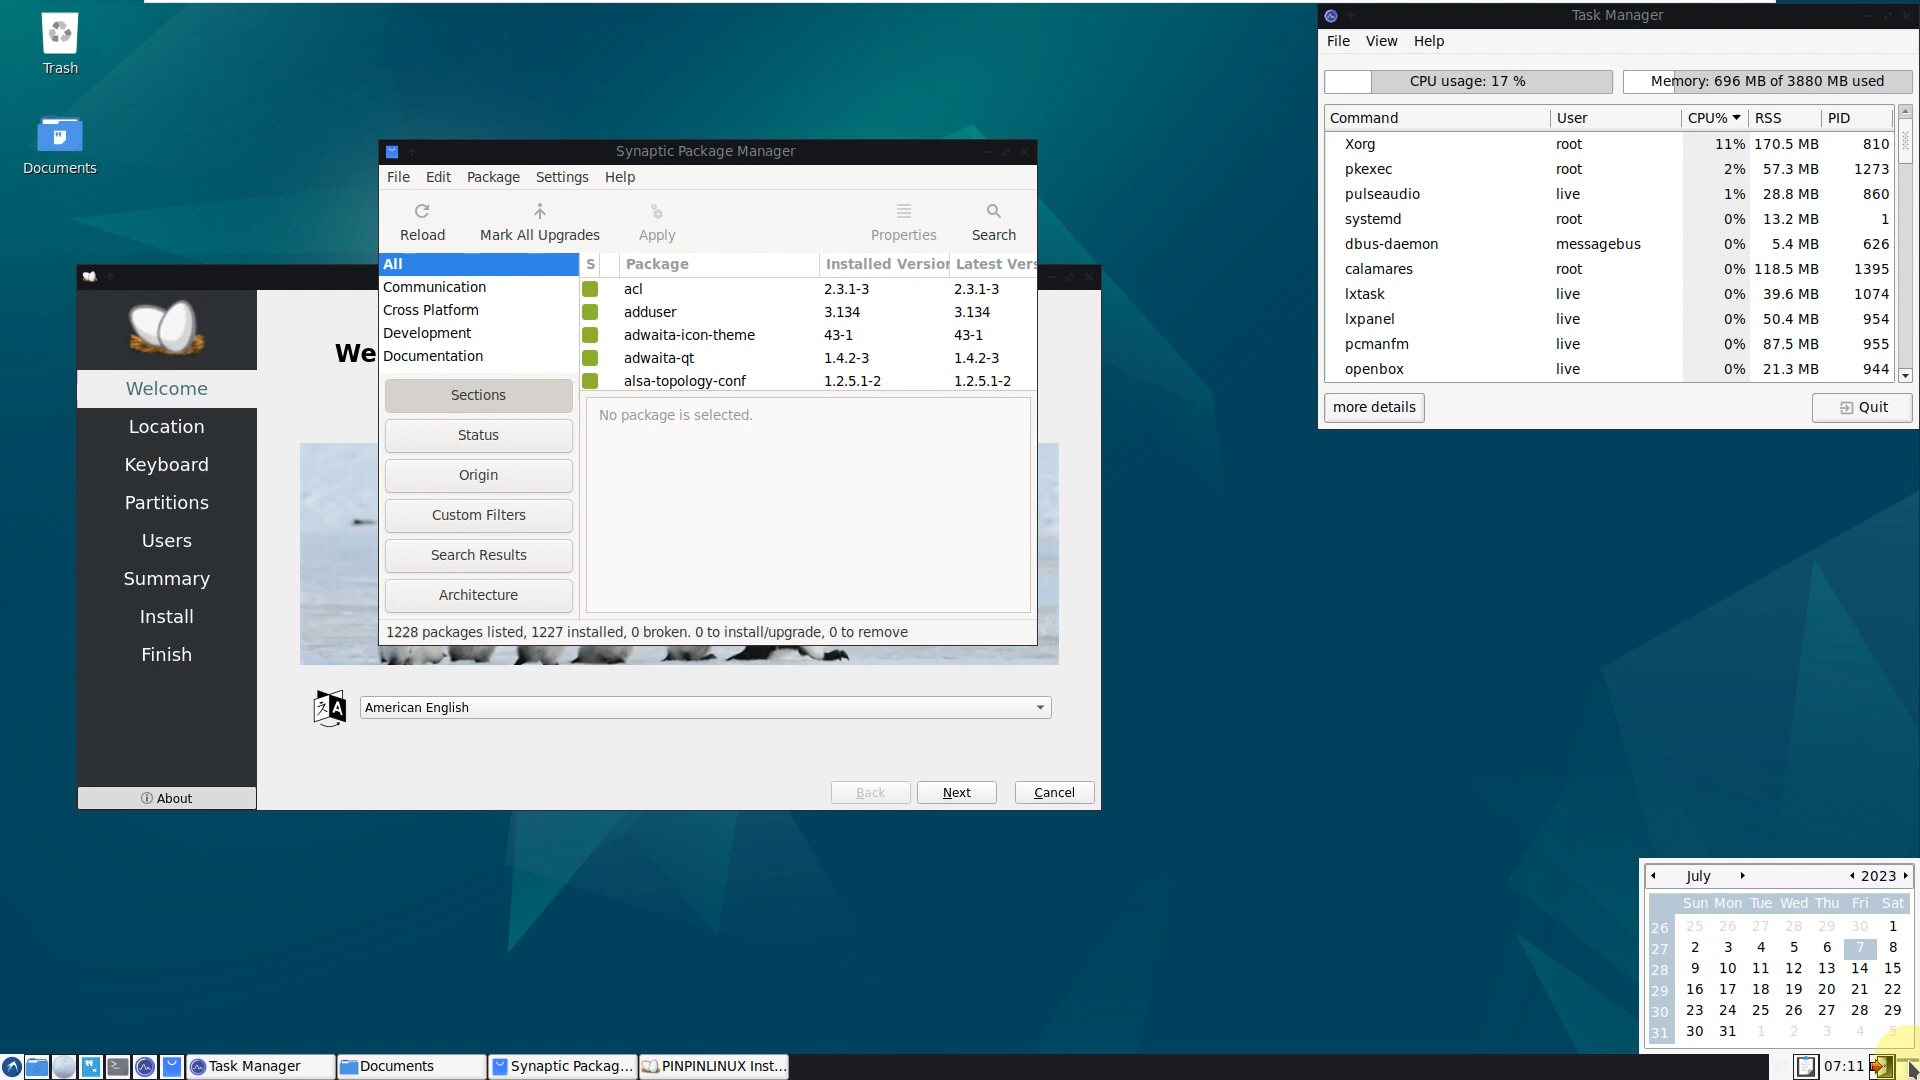 Trash
Documents
Task Manager
File View Help
CPU usage: 17 %
Memory: 696 MB of 3880 MB used
Command User CPU% RSS PID
Xorg root 11% 170.5 MB 810
pkexec root 2% 57.3 MB 1273
pulseaudio live 1% 28.8 MB 860
systemd root 0% 13.2 MB 1
dbus-daemon messagebus 0% 5.4 MB 626
calamares root 0% 118.5 MB 1395
lxtask live 0% 39.6 MB 1074
lxpanel live 0% 50.4 MB 954
pcmanfm live 0% 87.5 MB 955
openbox live 0% 21.3 MB 944
more details
Quit
Synaptic Package Manager
File Edit Package Settings Help
Reload Mark All Upgrades Apply Properties Search
All
Communication
Cross Platform
Development
Documentation
Sections
Status
Origin
Custom Filters
Search Results
Architecture
S Package Installed Version Latest Vers
acl 2.3.1-3 2.3.1-3
adduser 3.134 3.134
adwaita-icon-theme 43-1 43-1
adwaita-qt 1.4.2-3 1.4.2-3
alsa-topology-conf 1.2.5.1-2 1.2.5.1-2
No package is selected.
1228 packages listed, 1227 installed, 0 broken. 0 to install/upgrade, 0 to remove
We
Welcome
Location
Keyboard
Partitions
Users
Summary
Install
Finish
About
A
American English
Back Next Cancel
July 2023
Sun Mon Tue Wed Thu Fri Sat
26 25 26 27 28 29 30 1
27 2 3 4 5 6 7 8
28 9 10 11 12 13 14 15
29 16 17 18 19 20 21 22
30 23 24 25 26 27 28 29
31 30 31 1 2 3 4 5
Task Manager
Documents
Synaptic Packag...
PINPINLINUX Inst...
07:11